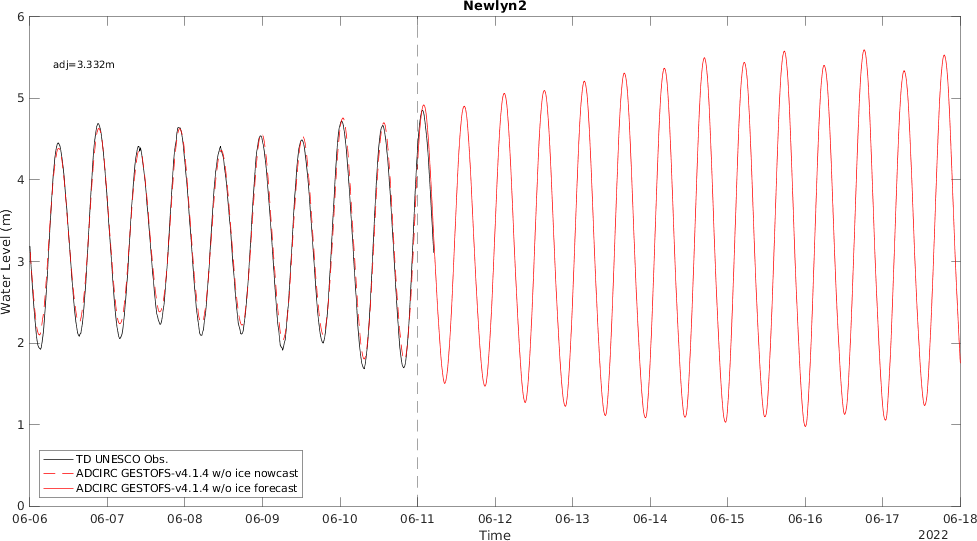 Newlyn2
adj=3.332m
Water Level (m)
6
5
4
3
2
1
0
TD UNESCO Obs.
ADCIRC GESTOFS-v4.1.4 w/o ice nowcast
ADCIRC GESTOFS-v4.1.4 w/o ice forecast
06-06 06-07 06-08 06-09 06-10 06-11 06-12 06-13 06-14 06-15 06-16 06-17 06-18
Time
2022